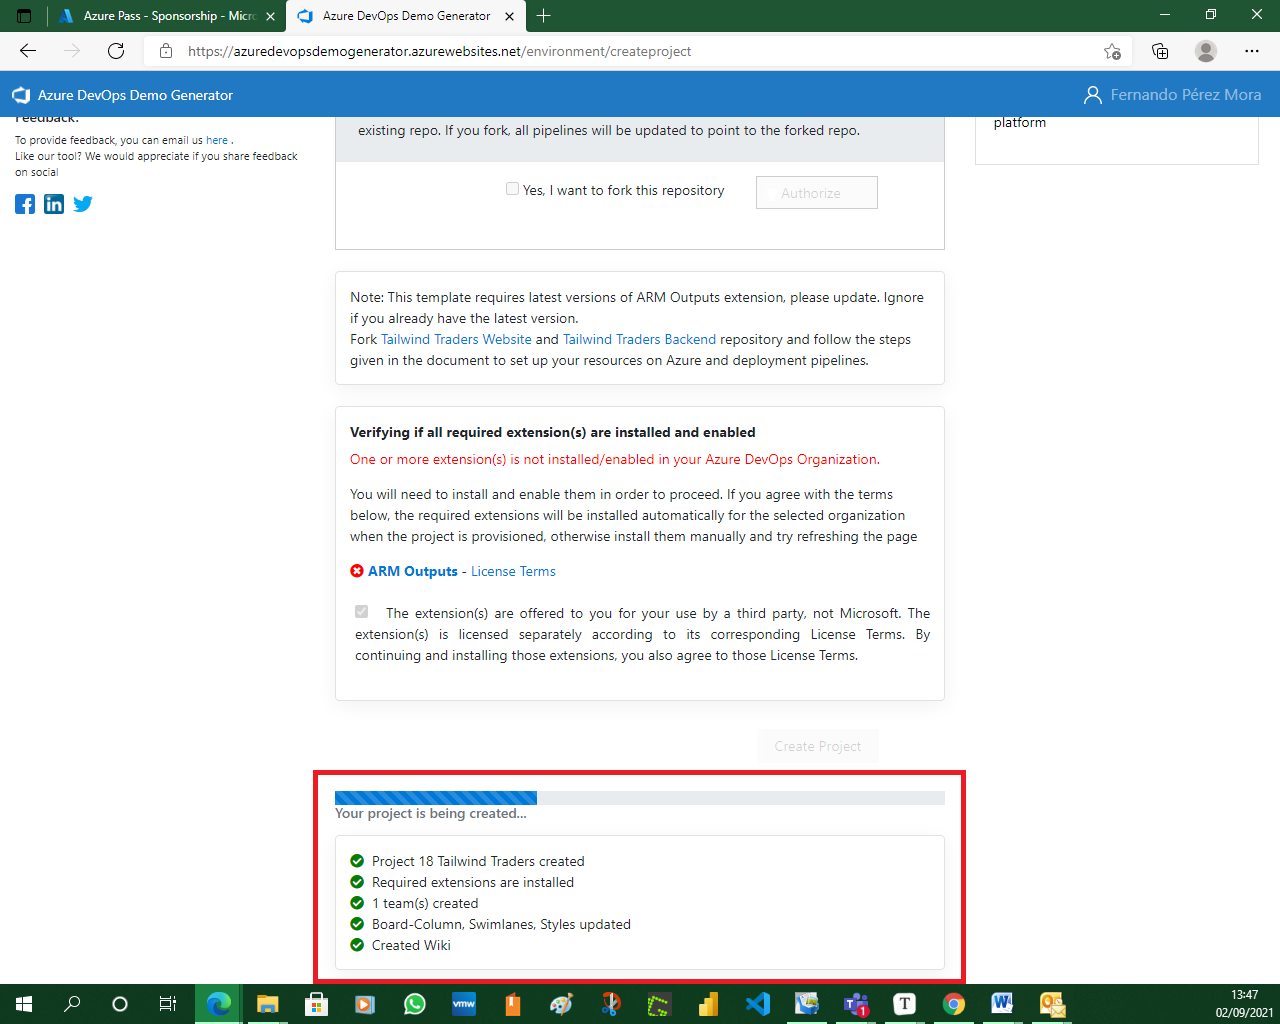 Azure Pass - Sponsorship - Micro
Azure DevOps Demo Generator
https://azuredevopsdemogenerator.azurewebsites.net/environment/createproject
Azure DevOps Demo Generator
Fernando Pérez Mora
Feedback:
To provide feedback, you can email us here .
Like our tool? We would appreciate if you share feedback
on social
existing repo. If you fork, all pipelines will be updated to point to the forked repo.
Yes, I want to fork this repository
Authorize
platform
Note: This template requires latest versions of ARM Outputs extension, please update. Ignore
if you already have the latest version.
Fork Tailwind Traders Website and Tailwind Traders Backend repository and follow the steps
given in the document to set up your resources on Azure and deployment pipelines.
Verifying if all required extension(s) are installed and enabled
One or more extension(s) is not installed/enabled in your Azure DevOps Organization.
You will need to install and enable them in order to proceed. If you agree with the terms
below, the required extensions will be installed automatically for the selected organization
when the project is provisioned, otherwise install them manually and try refreshing the page
ARM Outputs - License Terms
The extension(s) are offered to you for your use by a third party, not Microsoft. The
extension(s) is licensed separately according to its corresponding License Terms. By
continuing and installing those extensions, you also agree to those License Terms.
Create Project
Your project is being created...
Project 18 Tailwind Traders created
Required extensions are installed
1 team(s) created
Board-Column, Swimlanes, Styles updated
Created Wiki
vmw
1
T
13:47
02/09/2021